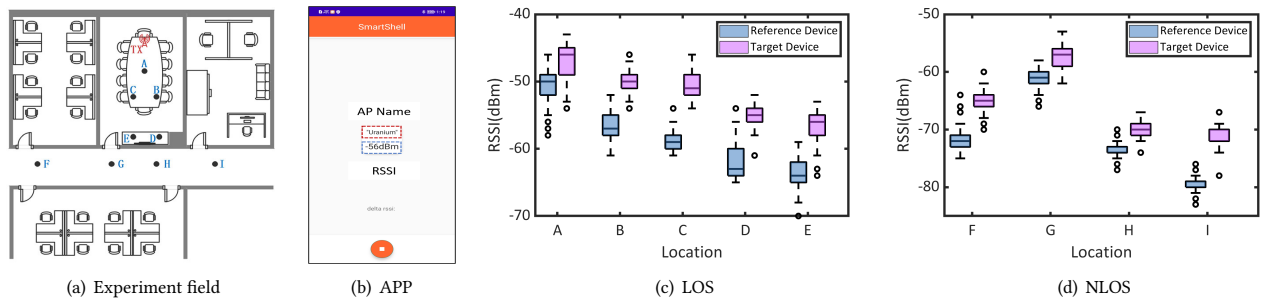 TX
A
C
B
E
D
F
G
H
I
(a) Experiment field
SmartShell
AP Name
"Uranium"
-56dBm
RSSI
delta rssi:
(b) APP
-40
-50
-60
-70
RSSI(dBm)
Reference Device
Target Device
A B C D E
Location
(c) LOS
-50
-60
-70
-80
RSSI(dBm)
Reference Device
Target Device
F G H I
Location
(d) NLOS